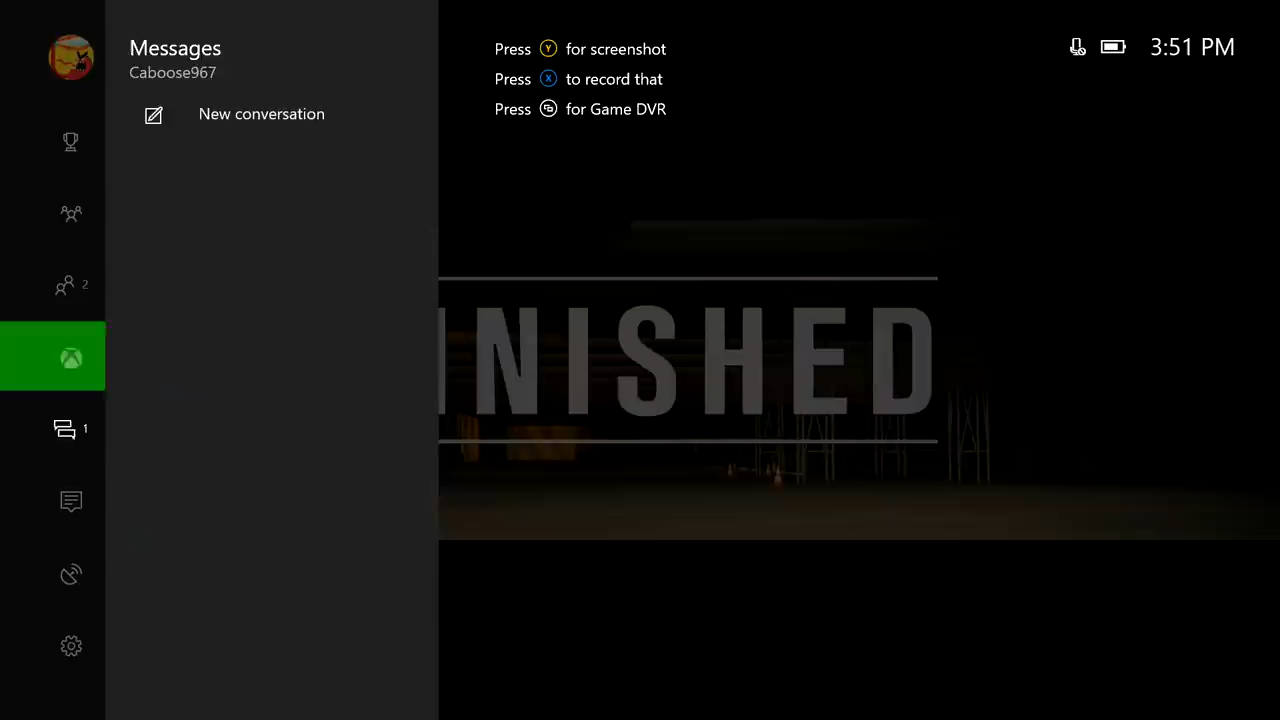 Messages
Caboose967
New conversation
2
1
Press Y for screenshot
Press X to record that
Press for Game DVR
3:51 PM
NISHED